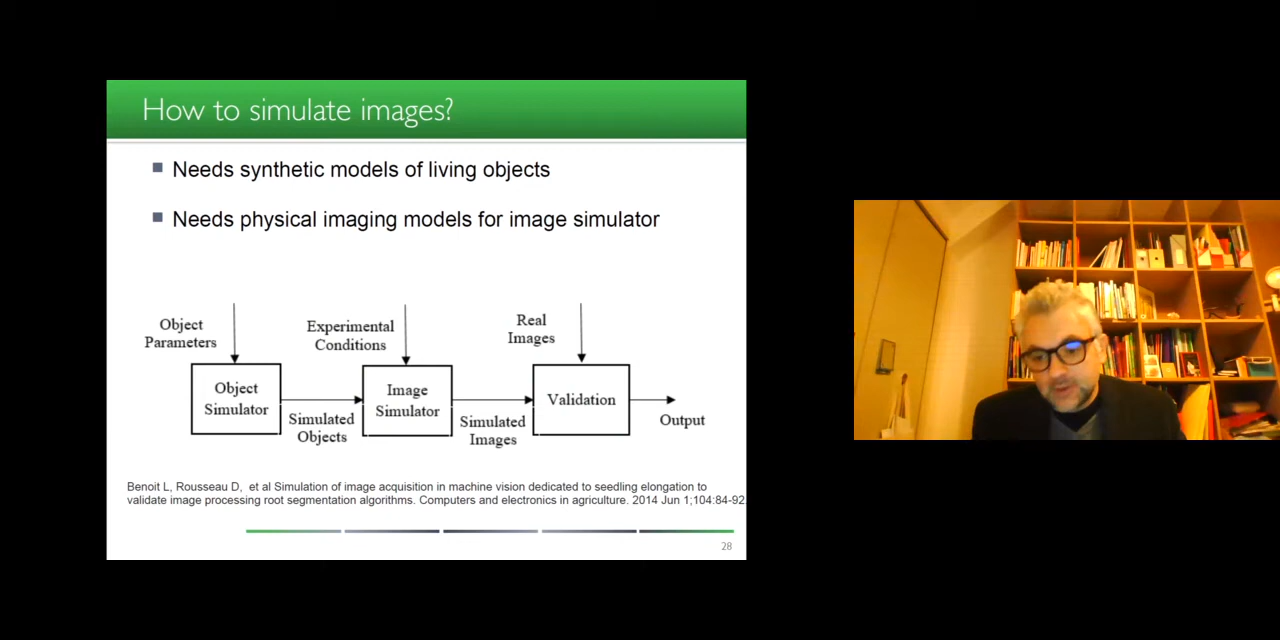 How to simulate images?
Needs synthetic models of living objects
Needs physical imaging models for image simulator
Object
Parameters
Experimental
Conditions
Real
Images
Object
Simulator
Simulated
Objects
Image
Simulator
Simulated
Images
Validation
Output
Benoit L, Rousseau D, et al Simulation of image acquisition in machine vision dedicated to seedling elongation to
validate image processing root segmentation algorithms. Computers and electronics in agriculture. 2014 Jun 1;104:84-92
28